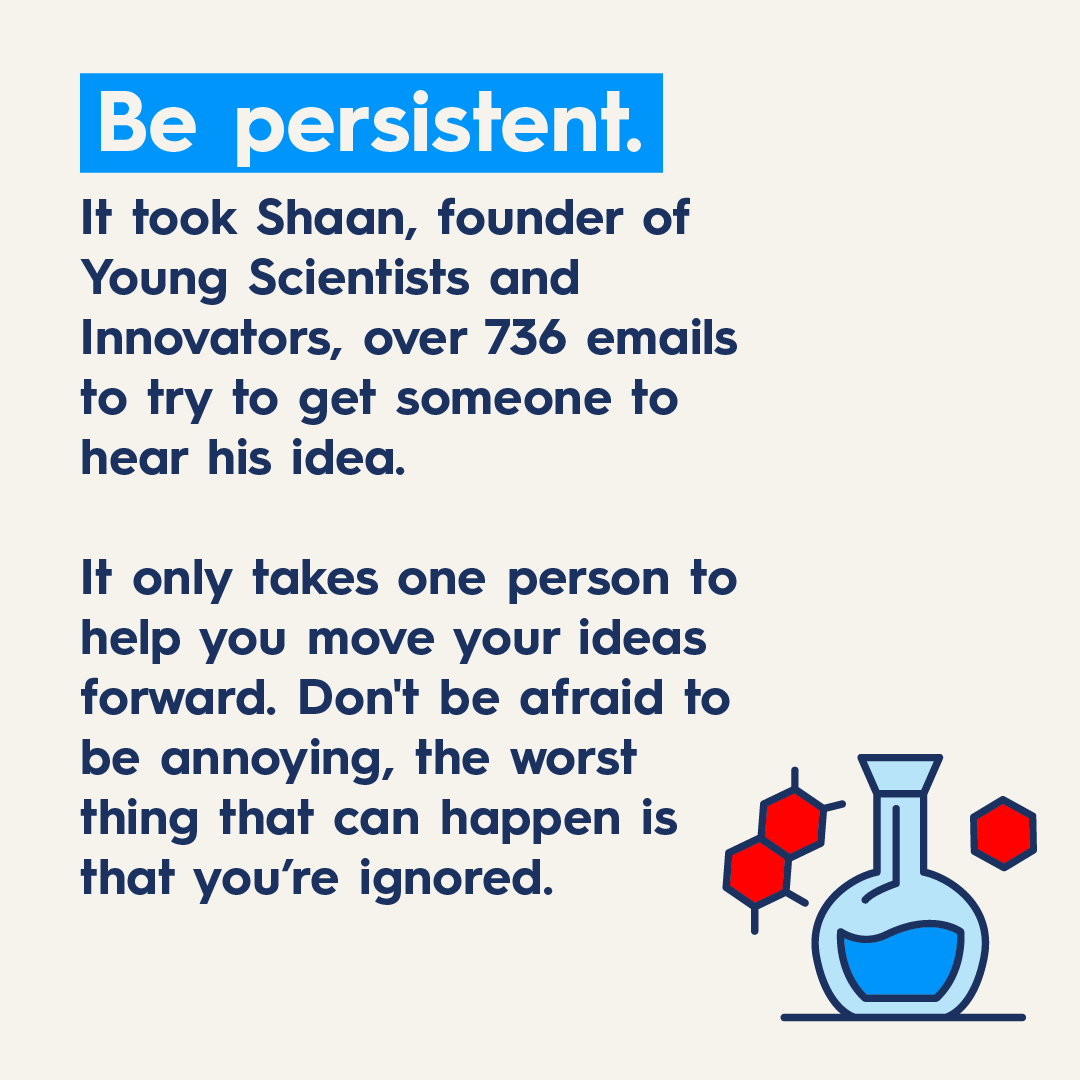 Be persistent.
It took Shaan, founder of
Young Scientists and
Innovators, over 736 emails
to try to get someone to
hear his idea.
It only takes one person to
help you move your ideas
forward. Don't be afraid to
be annoying, the worst
thing that can happen is
that you’re ignored.